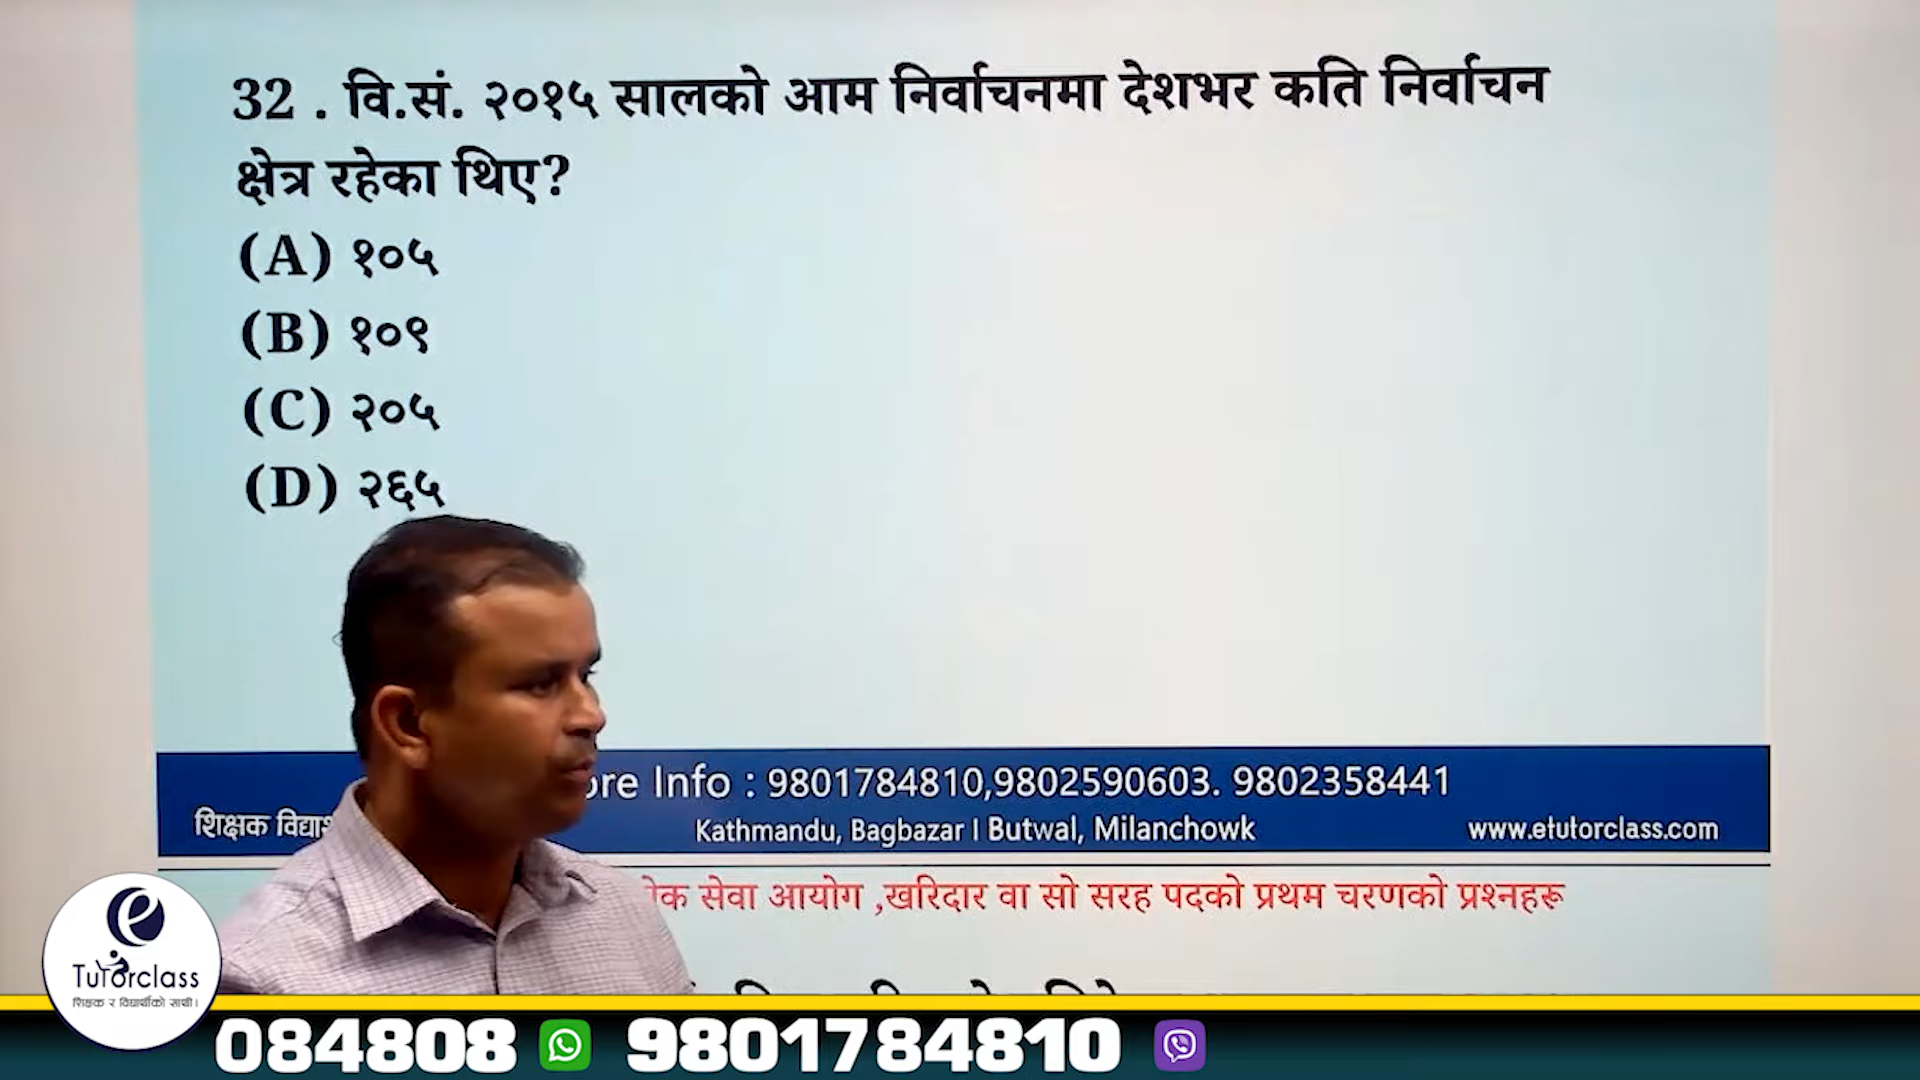 32 . वि.सं. २०१५ सालको आम निर्वाचनमा देशभर कति निर्वाचन
क्षेत्र रहेका थिए?
(A) १०५
(B) १०९
(C) २०५
(D) २६५
Info : 9801784810,9802590603. 9802358441
शिक्षक
Kathmandu, Bagbazar I Butwal, Milanchowk
www.etutorclass.com
सेवा आयोग ,खरिदार वा सो सरह पदको प्रथम चरणको प्रश्नहरू
e
Tutorclass
शिक्षक र विद्यार्थीको साथी।
084808 9801784810